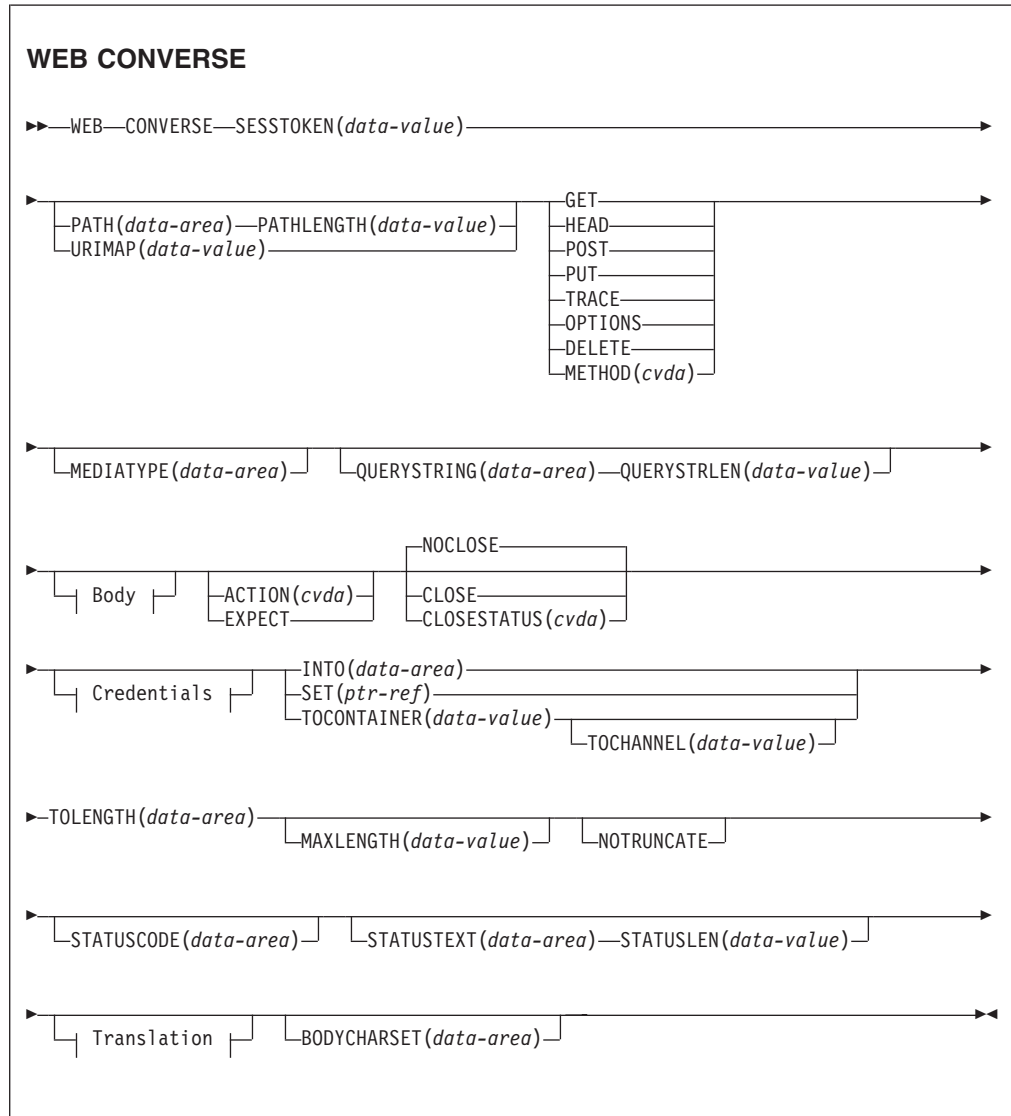 WEB CONVERSE
WEB CONVERSE SESSTOKEN(data-value)
PATH(data-area) PATHLENGTH(data-value)
URIMAP(data-value)
GET
HEAD
POST
PUT
TRACE
OPTIONS
DELETE
METHOD(cvda)
MEDIATYPE(data-area) QUERYSTRING(data-area) QUERYSTRLEN(data-value)
Body
ACTION(cvda)
EXPECT
NOCLOSE
CLOSE
CLOSESTATUS(cvda)
Credentials
INTO(data-area)
SET(ptr-ref)
TOCONTAINER(data-value)
TOCHANNEL(data-value)
TOLENGTH(data-area)
MAXLENGTH(data-value) NOTRUNCATE
STATUSCODE(data-area) STATUSTEXT(data-area) STATUSLEN(data-value)
Translation BODYCHARSET(data-area)